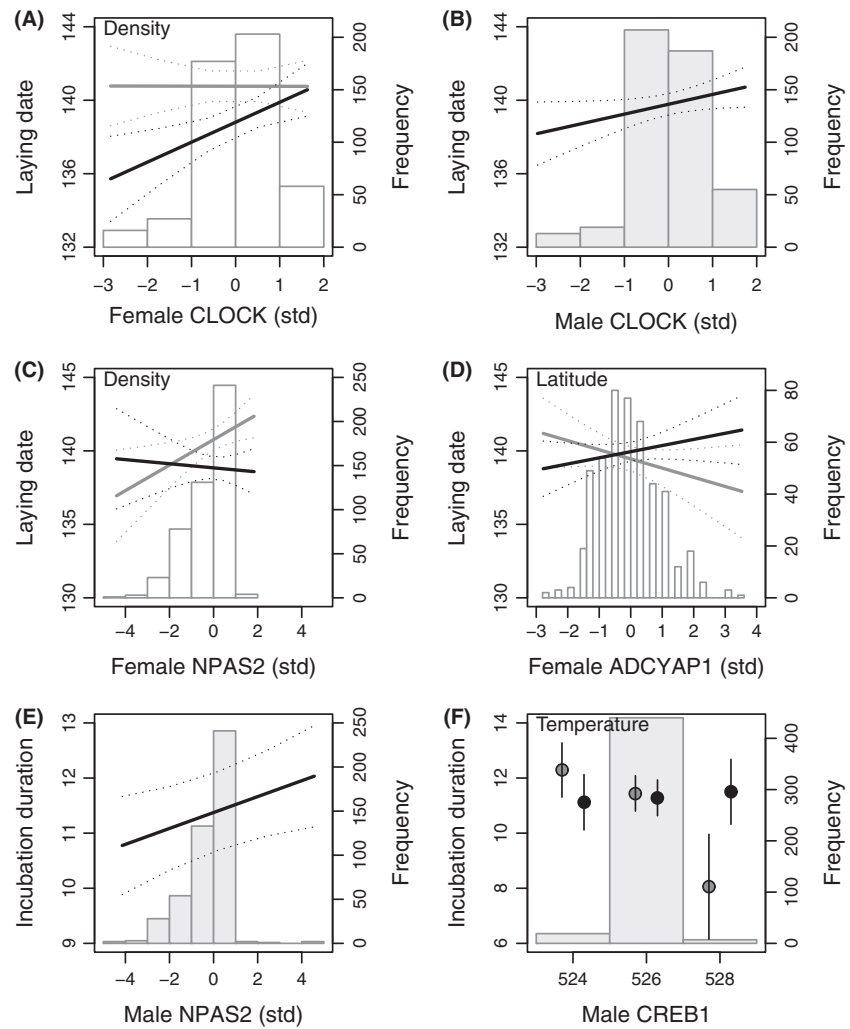 (A)
Density
Laying date
132 136 140 144
Frequency
0 50 100 150 200
−3 −2 −1 0 1 2
Female CLOCK (std)
(B)
Laying date
132 136 140 144
Frequency
0 50 100 150 200
−3 −2 −1 0 1 2
Male CLOCK (std)
(C)
Density
Laying date
130 135 140 145
Frequency
0 50 100 150 200 250
−4 −2 0 2 4
Female NPAS2 (std)
(D)
Latitude
Laying date
130 135 140 145
Frequency
0 20 40 60 80
−3 −2 −1 0 1 2 3
Female ADCYAP1 (std)
(E)
Incubation duration
9 10 11 12 13
Frequency
0 50 100 150 200 250
−4 −2 0 2 4
Male NPAS2 (std)
(F)
Temperature
Incubation duration
6 8 10 12 14
Frequency
0 100 200 300 400
524 526 528
Male CREB1